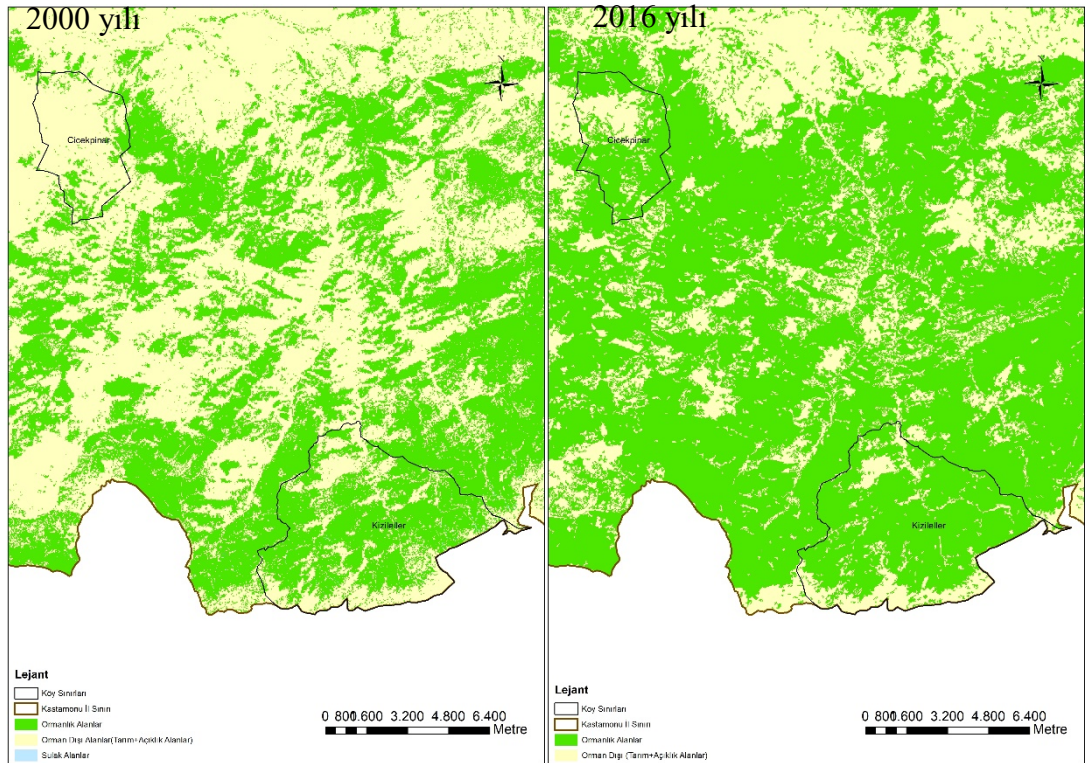 2000 yılı
Y
Cicekpinar
Kizileller
Lejant
Köy Sınırları
Kastamonu İl Sınırı
Ormanlık Alanlar
Orman Dışı Alanlar(Tarım+Açıklık Alanlar)
Sulak Alanlar
0 800 1.600 3.200 4.800 6.400
Metre
2016 yılı
Y
Cicekpinar
Kizileller
Lejant
Köy Sınırları
Kastamonu İl Sınırı
Ormanlık Alanlar
Orman Dışı (Tarım+Açıklık Alanlar)
0 800 1.600 3.200 4.800 6.400
Metre